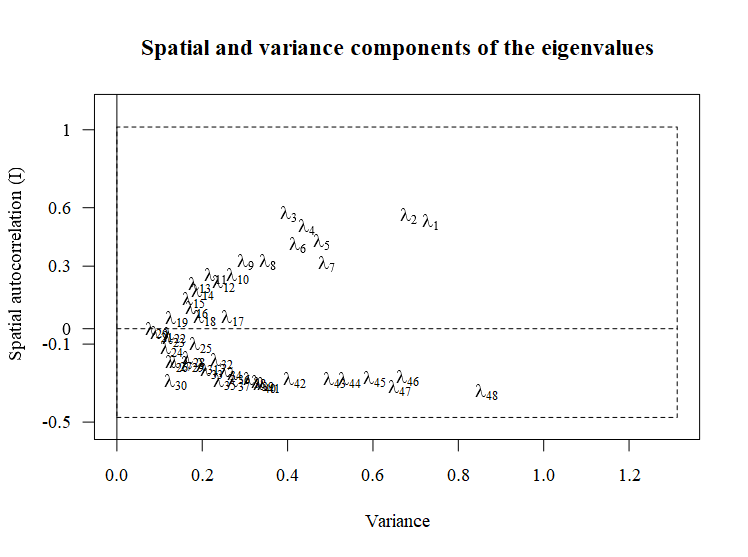 Spatial and variance components of the eigenvalues
Spatial autocorrelation (I)
1
0.6
0.3
0
-0.1
-0.5
λ3
λ2
λ1
λ4
λ5
λ6
λ9
λ8
λ7
λ11
λ10
λ13
λ12
λ14
λ15
λ16
λ19
λ18
λ17
λ22
λ23
λ24
λ25
λ32
λ30
λ42
λ43
λ44
λ45
λ46
λ47
λ48
0.0
0.2
0.4
0.6
0.8
1.0
1.2
Variance